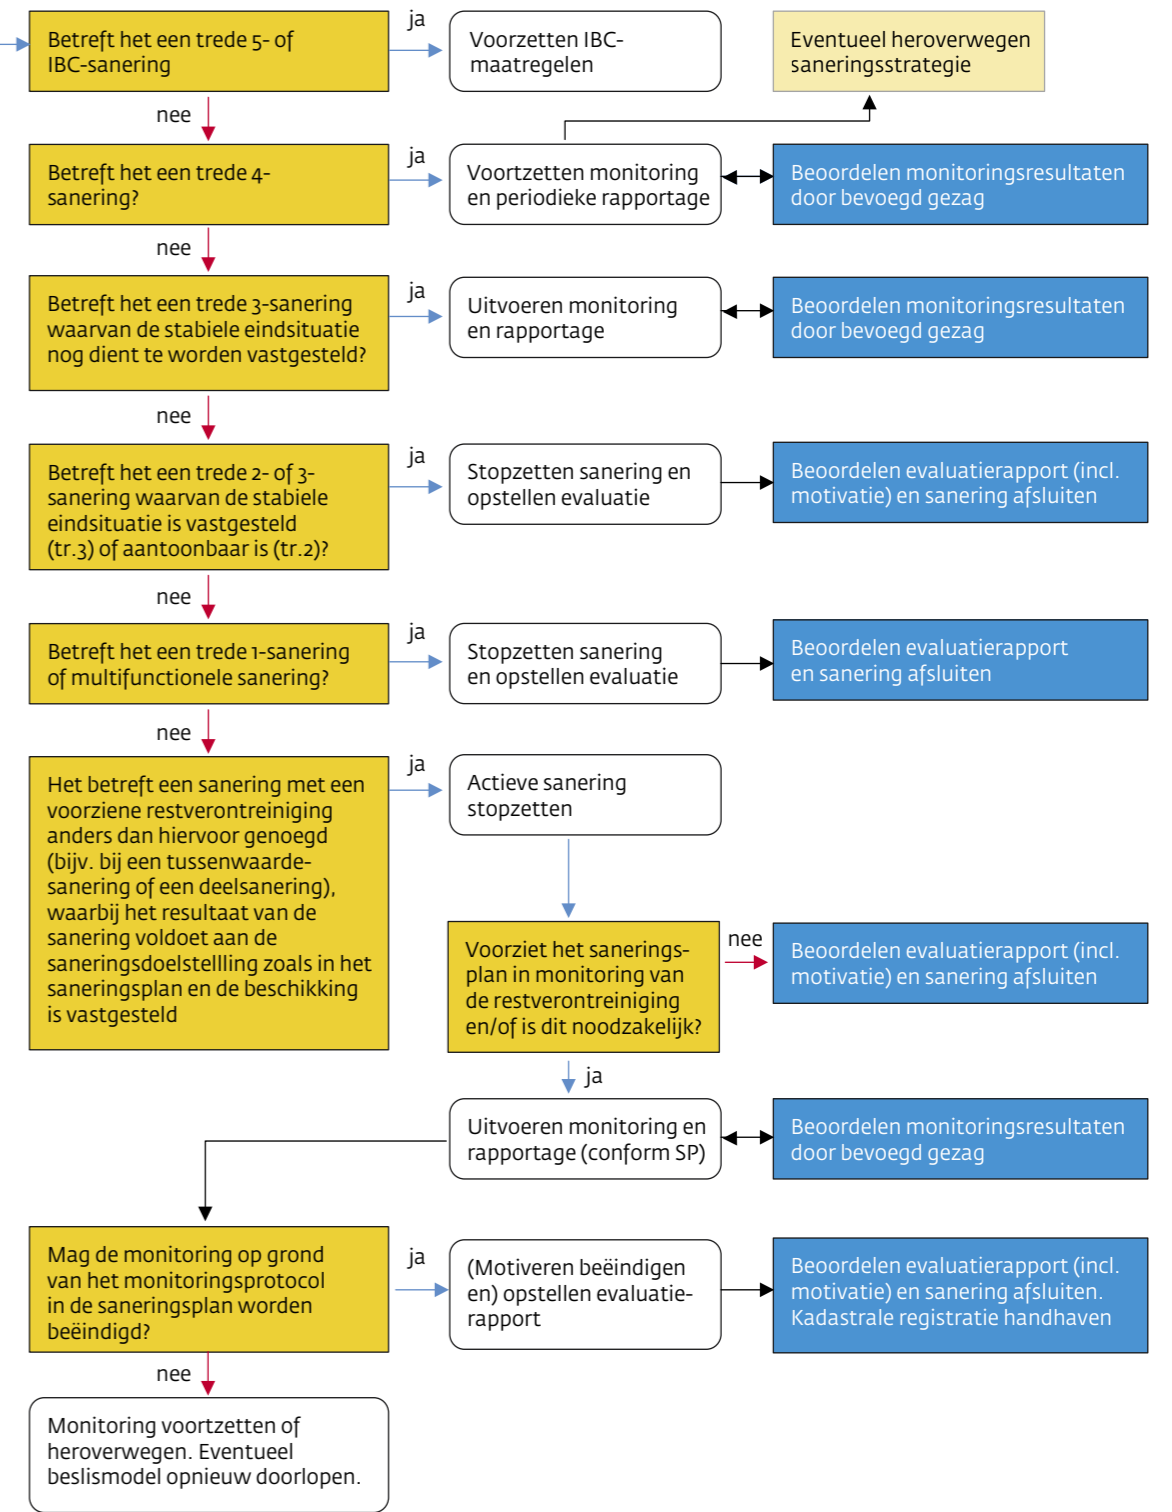 Betreft het een trede 5- of
IBC-sanering
ja
Voorzetten IBC-
maatregelen
Eventueel heroverwegen
saneringsstrategie
nee
Betreft het een trede 4-
sanering?
ja
Voortzetten monitoring
en periodieke rapportage
Beoordelen monitoringsresultaten
door bevoegd gezag
nee
Betreft het een trede 3-sanering
waarvan de stabiele eindsituatie
nog dient te worden vastgesteld?
ja
Uitvoeren monitoring
en rapportage
Beoordelen monitoringsresultaten
door bevoegd gezag
nee
Betreft het een trede 2- of 3-
sanering waarvan de stabiele
eindsituatie is vastgesteld
(tr.3) of aantoonbaar is (tr.2)?
ja
Stopzetten sanering en
opstellen evaluatie
Beoordelen evaluatierapport (incl.
motivatie) en sanering afsluiten
nee
Betreft het een trede 1-sanering
of multifunctionele sanering?
ja
Stopzetten sanering
en opstellen evaluatie
Beoordelen evaluatierapport
en sanering afsluiten
nee
Het betreft een sanering met een
voorziene restverontreiniging
anders dan hiervoor genoegd
(bijv. bij een tussenwaarde-
sanering of een deelsanering),
waarbij het resultaat van de
sanering voldoet aan de
saneringsdoelstellling zoals in het
saneringsplan en de beschikking
is vastgesteld
ja
Actieve sanering
stopzetten
Voorziet het sanerings-
plan in monitoring van
de restverontreiniging
en/of is dit noodzakelijk?
nee
Beoordelen evaluatierapport (incl.
motivatie) en sanering afsluiten
ja
Uitvoeren monitoring en
rapportage (conform SP)
Beoordelen monitoringsresultaten
door bevoegd gezag
Mag de monitoring op grond
van het monitoringsprotocol
in de saneringsplan worden
beëindigd?
ja
(Motiveren beëindigen
en) opstellen evaluatie-
rapport
Beoordelen evaluatierapport (incl.
motivatie) en sanering afsluiten.
Kadastrale registratie handhaven
nee
Monitoring voortzetten of
heroverwegen. Eventueel
beslismodel opnieuw doorlopen.